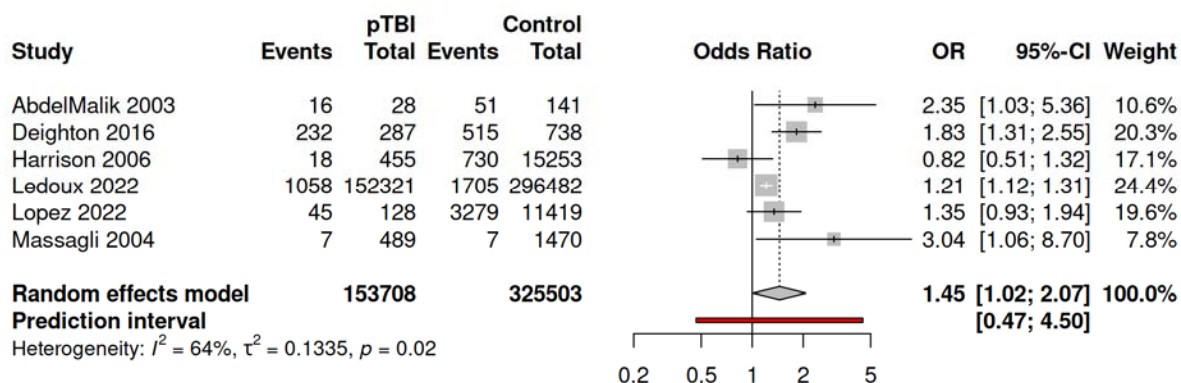 pTBI Control
Study Events Total Events Total Odds Ratio OR 95%-CI Weight
AbdelMalik 2003 16 28 51 141 2.35 [1.03; 5.36] 10.6%
Deighton 2016 232 287 515 738 1.83 [1.31; 2.55] 20.3%
Harrison 2006 18 455 730 15253 0.82 [0.51; 1.32] 17.1%
Ledoux 2022 1058 152321 1705 296482 1.21 [1.12; 1.31] 24.4%
Lopez 2022 45 128 3279 11419 1.35 [0.93; 1.94] 19.6%
Massagli 2004 7 489 7 1470 3.04 [1.06; 8.70] 7.8%
Random effects model 153708 325503 1.45 [1.02; 2.07] 100.0%
Prediction interval [0.47; 4.50]
Heterogeneity: I² = 64%, τ² = 0.1335, p = 0.02
0.2 0.5 1 2 5